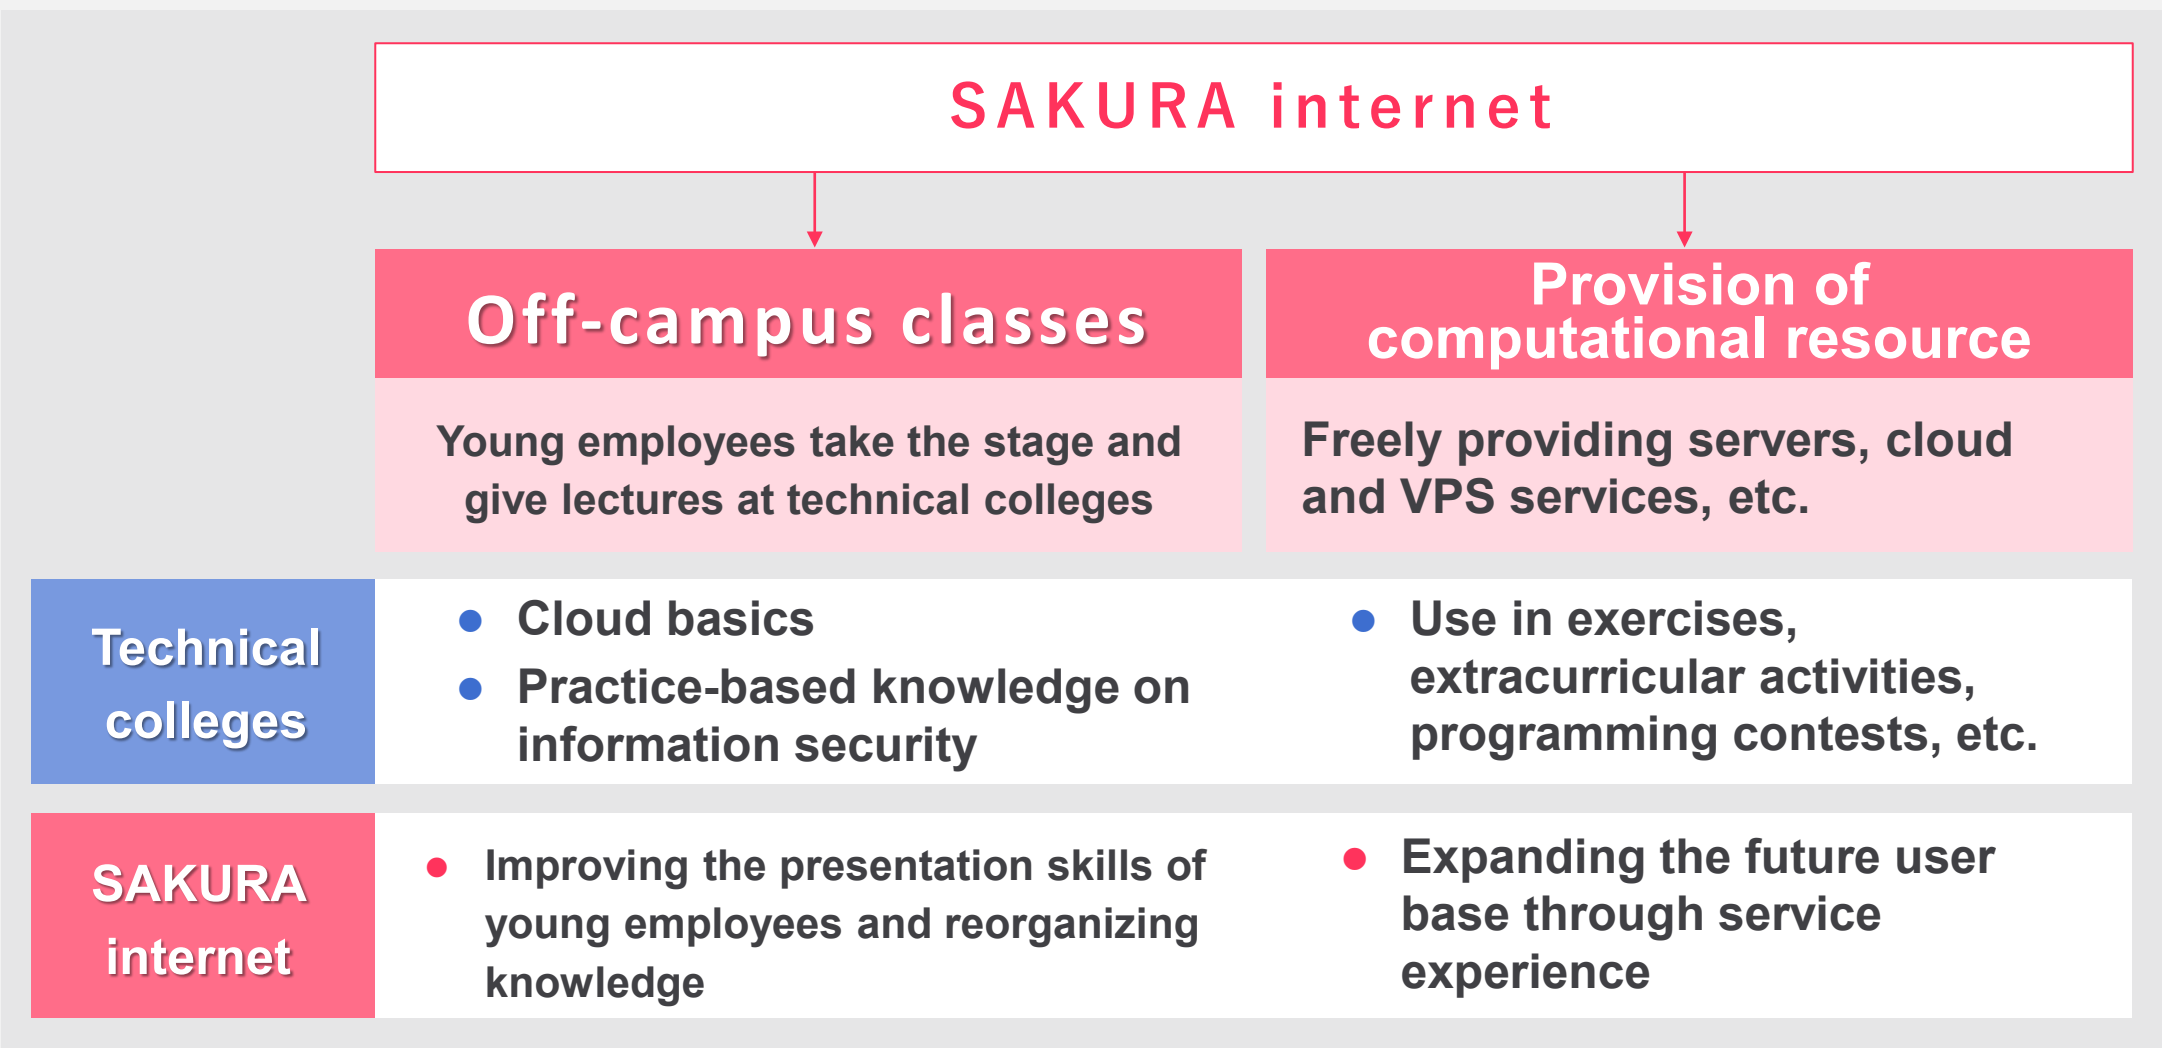 SAKURA internet
Off-campus classes
Provision of
computational resource
Young employees take the stage and
give lectures at technical colleges
Freely providing servers, cloud
and VPS services, etc.
Technical
colleges
● Cloud basics
● Practice-based knowledge on
information security
● Use in exercises,
extracurricular activities,
programming contests, etc.
SAKURA
internet
● Improving the presentation skills of
young employees and reorganizing
knowledge
● Expanding the future user
base through service
experience